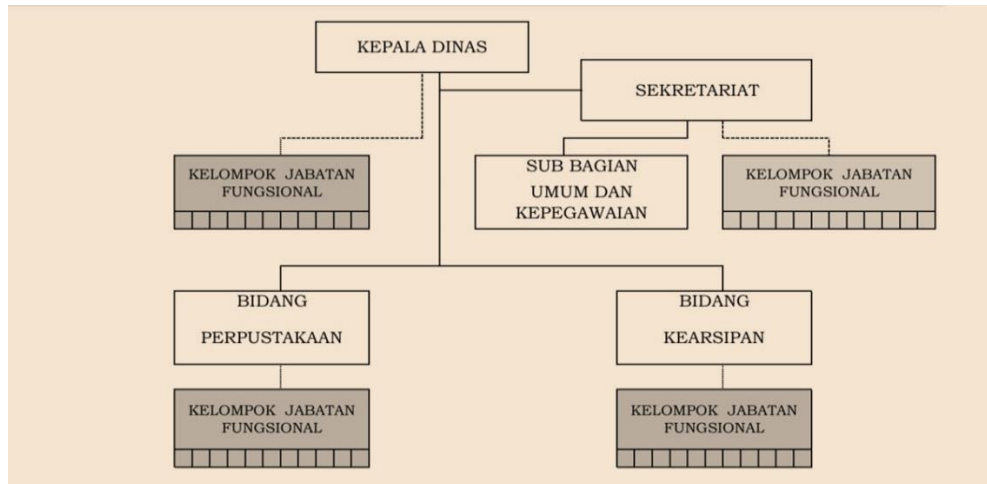 KEPALA DINAS
SEKRETARIAT
KELOMPOK JABATAN
FUNGSIONAL
SUB BAGIAN
UMUM DAN
KEPEGAWAIAN
KELOMPOK JABATAN
FUNGSIONAL
BIDANG
PERPUSTAKAAN
BIDANG
KEARSIPAN
KELOMPOK JABATAN
FUNGSIONAL
KELOMPOK JABATAN
FUNGSIONAL